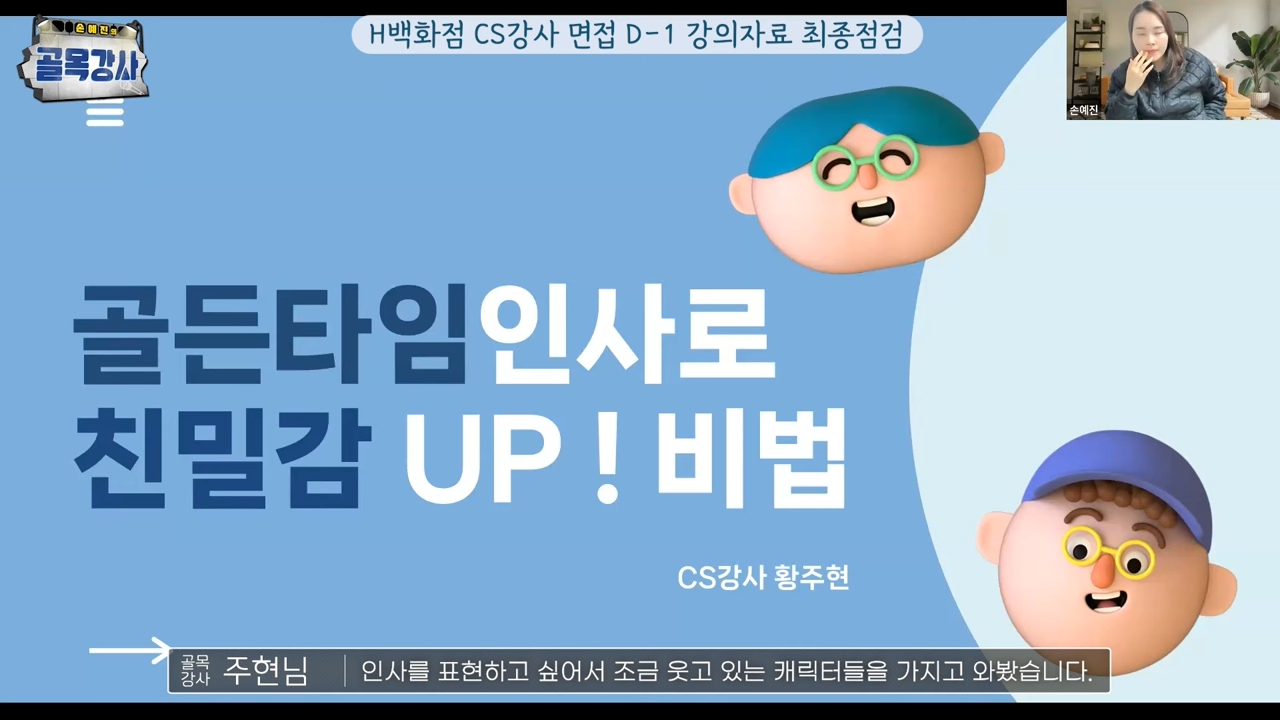 손예진의
골목강사
H백화점 CS강사 면접 D-1 강의자료 최종점검
손예진
골든타임인사로
친밀감 UP ! 비법
CS강사 황주현
골목
강사
주현님
인사를 표현하고 싶어서 조금 웃고 있는 캐릭터들을 가지고 와봤습니다.